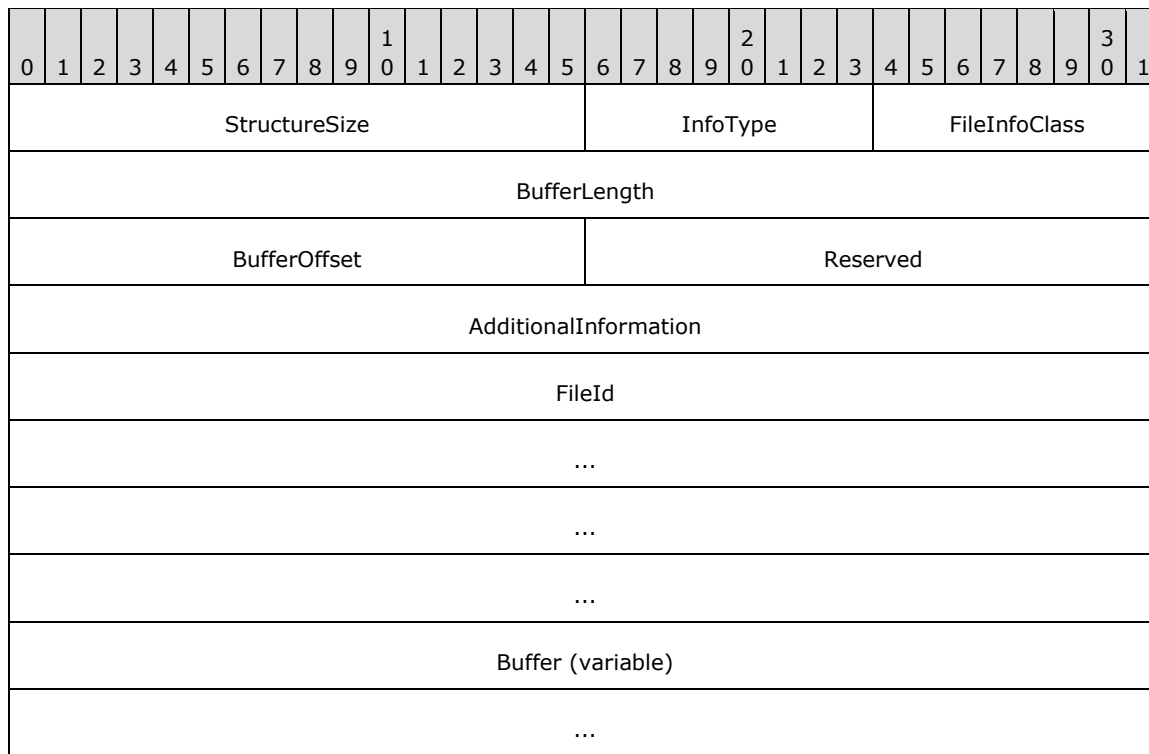 1 2 3
0 1 2 3 4 5 6 7 8 9 0 1 2 3 4 5 6 7 8 9 0 1 2 3 4 5 6 7 8 9 0 1
StructureSize InfoType FileInfoClass
BufferLength
BufferOffset Reserved
AdditionalInformation
FileId
...
...
...
Buffer (variable)
...